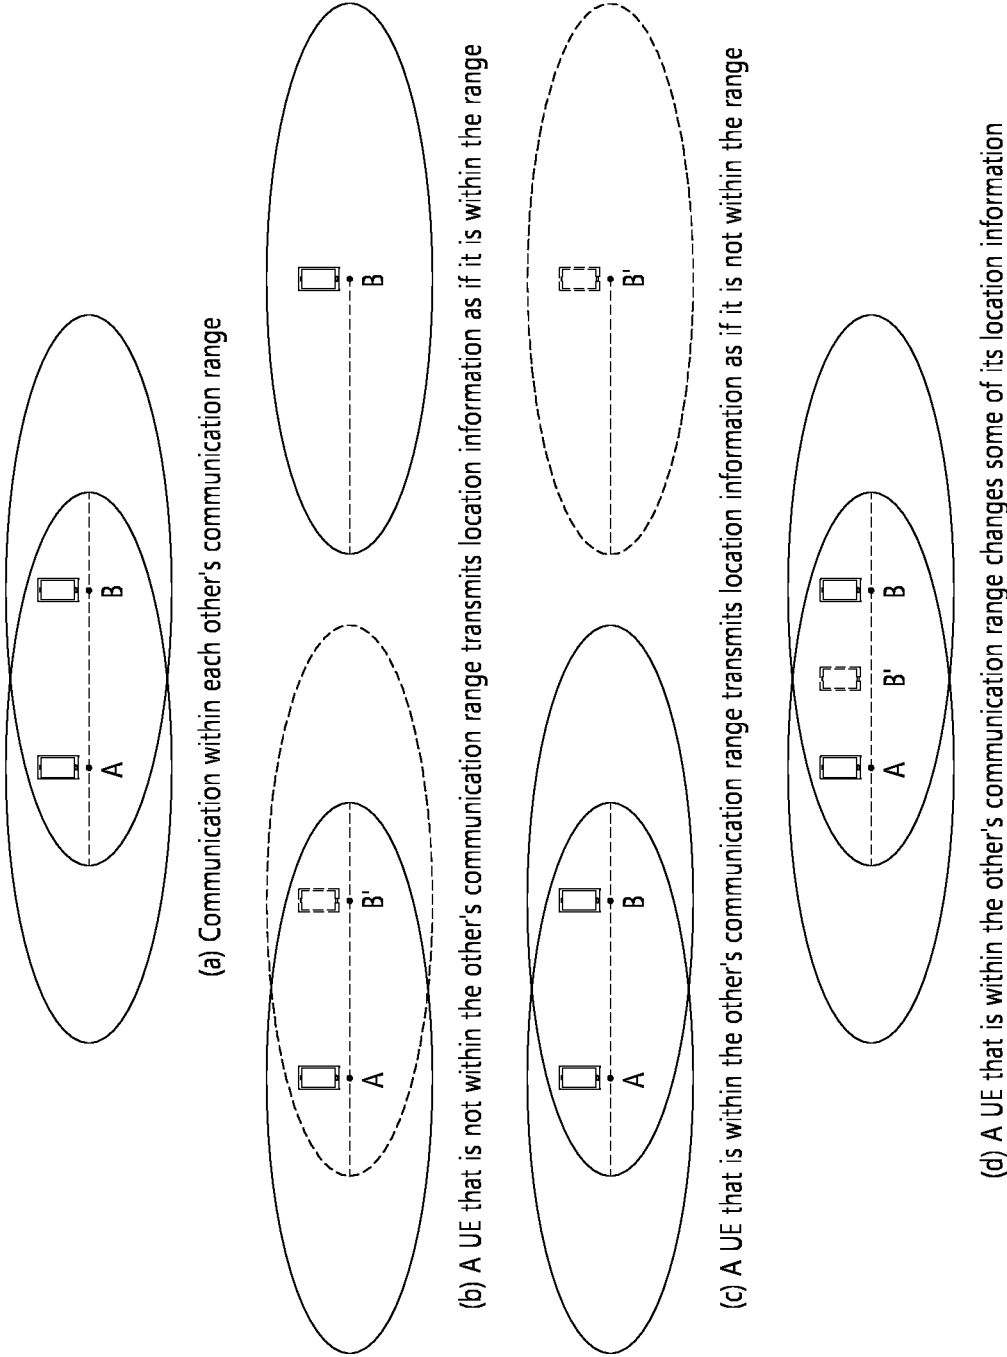 A B
(a) Communication within each other's communication range
A B' B
(b) A UE that is not within the other's communication range transmits location information as if it is within the range
A B B'
(c) A UE that is within the other's communication range transmits location information as if it is not within the range
A B' B
(d) A UE that is within the other's communication range changes some of its location information